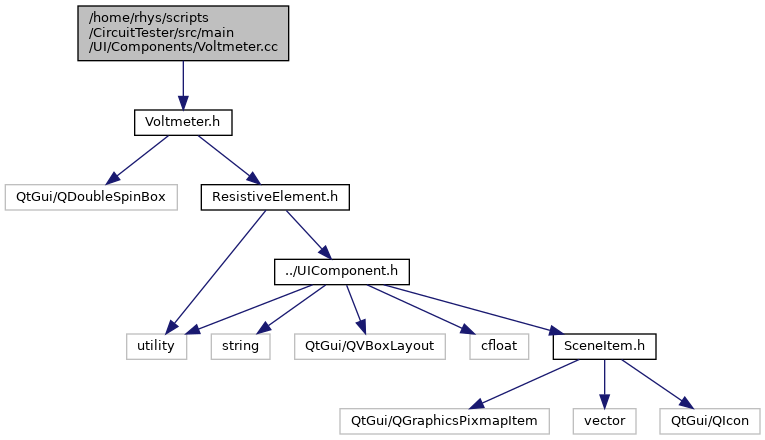 /home/rhys/scripts
/CircuitTester/src/main
/UI/Components/Voltmeter.cc
Voltmeter.h
QtGui/QDoubleSpinBox
ResistiveElement.h
../UIComponent.h
utility
string
QtGui/QVBoxLayout
cfloat
SceneItem.h
QtGui/QGraphicsPixmapItem
vector
QtGui/QIcon